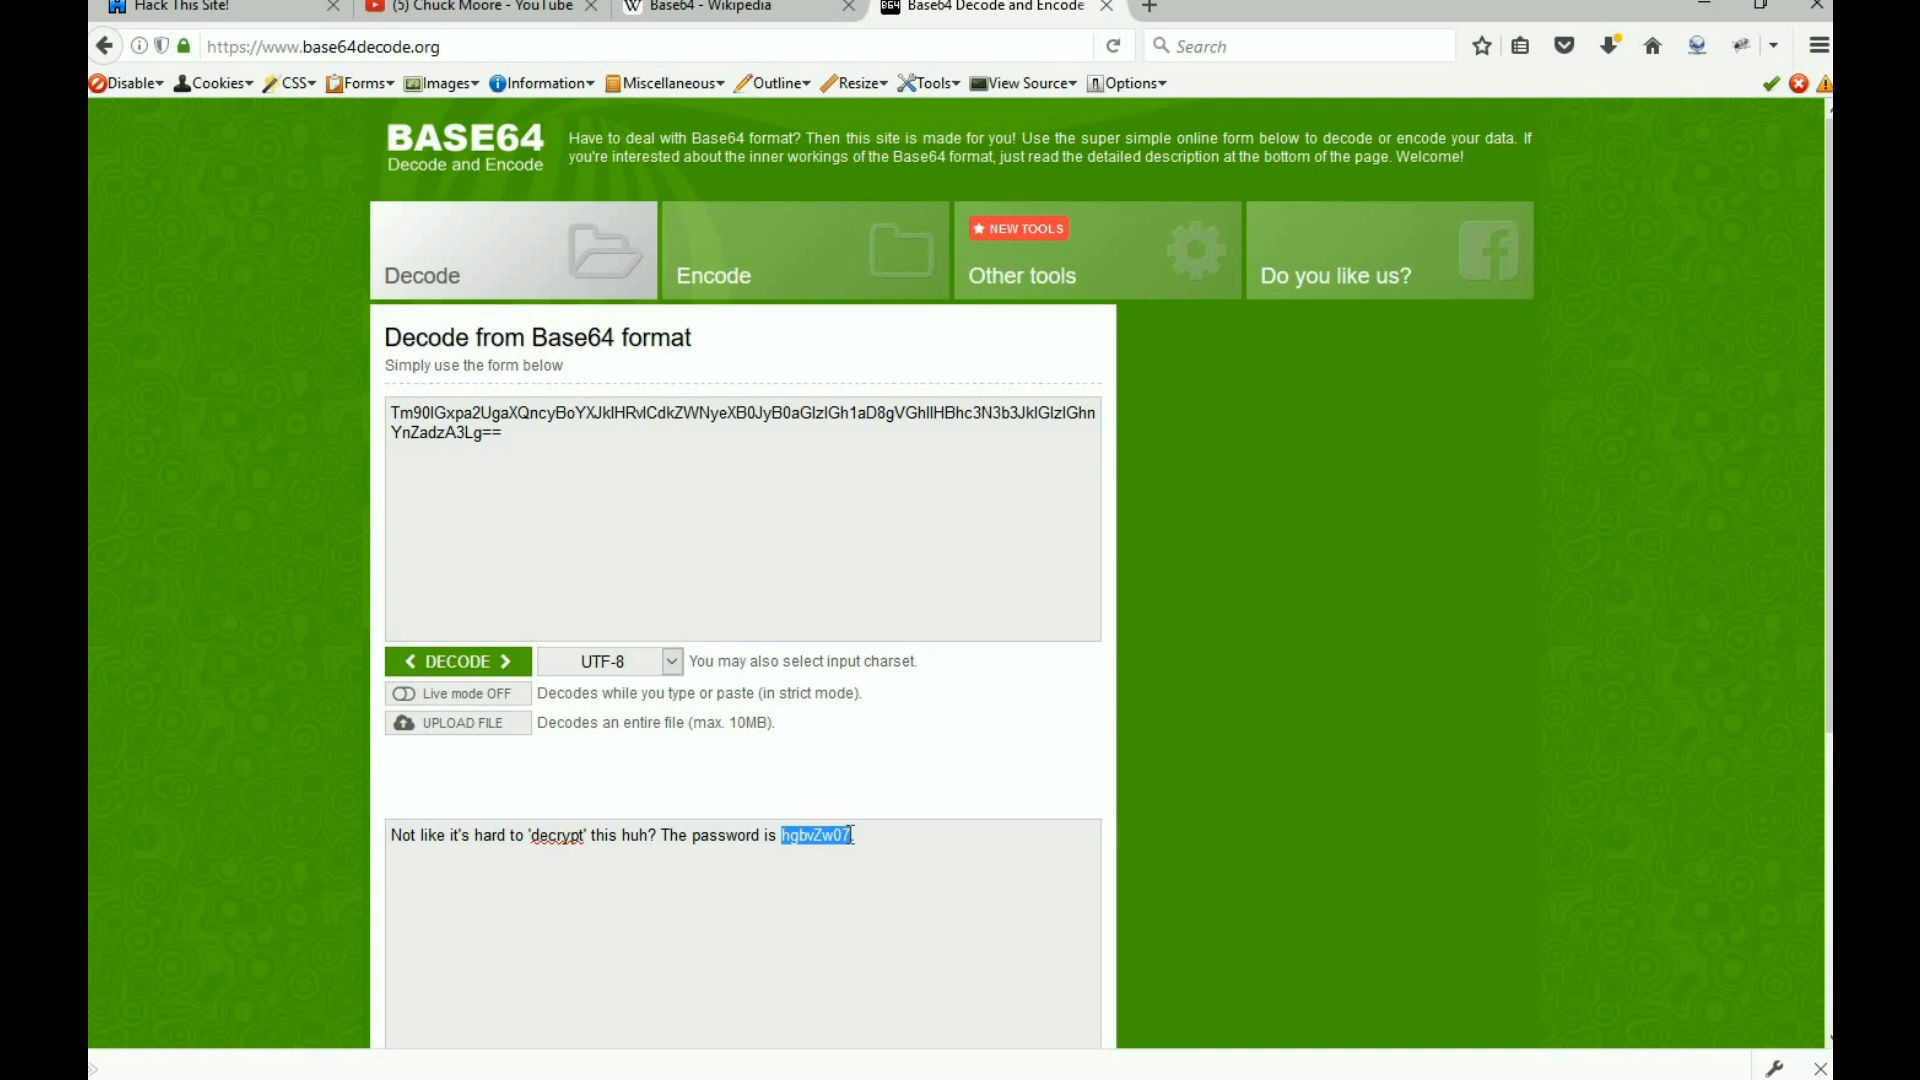 Hack This Site!
(5) Chuck Moore - YouTube
W Base64 - Wikipedia
B64 Base64 Decode and Encode
https://www.base64decode.org
Search
Disable Cookies CSS Forms Images Information Miscellaneous Outline Resize Tools View Source Options
BASE64
Decode and Encode
Have to deal with Base64 format? Then this site is made for you! Use the super simple online form below to decode or encode your data. If
you're interested about the inner workings of the Base64 format, just read the detailed description at the bottom of the page. Welcome!
Decode
Encode
NEW TOOLS
Other tools
Do you like us?
Decode from Base64 format
Simply use the form below
Tm90IGxpa2UgaXQncyBoYXJkIHRvICdkZWNyeXB0JyB0aGlzIGh1aD8gVGhlIHBhc3N3b3JkIGlzIGhn
YnZadzA3Lg==
< DECODE >
UTF-8
You may also select input charset.
Live mode OFF
Decodes while you type or paste (in strict mode).
UPLOAD FILE
Decodes an entire file (max. 10MB).
Not like it's hard to 'decrypt' this huh? The password is hgbvZw07.